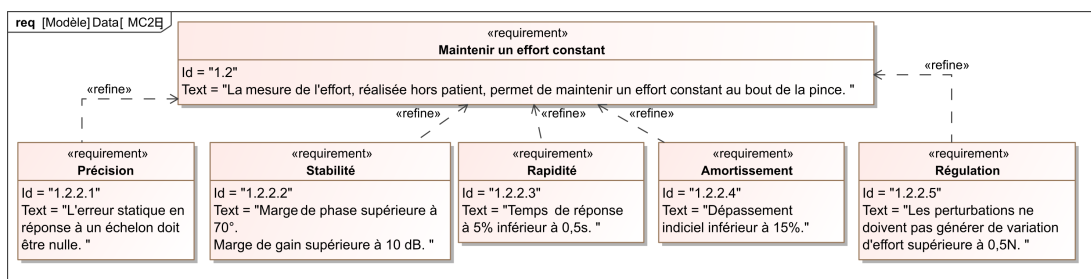 req [Modèle] Data[ MC2E]
«requirement»
Maintenir un effort constant
Id = "1.2"
Text = "La mesure de l'effort, réalisée hors patient, permet de maintenir un effort constant au bout de la pince. "
«refine»
«refine»
«refine»
«refine»
«refine»
«requirement»
Précision
Id = "1.2.2.1"
Text = "L'erreur statique en
réponse à un échelon doit
être nulle. "
«requirement»
Stabilité
Id = "1.2.2.2"
Text = "Marge de phase supérieure à
70°.
Marge de gain supérieure à 10 dB. "
«requirement»
Rapidité
Id = "1.2.2.3"
Text = "Temps de réponse
à 5% inférieur à 0,5s. "
«requirement»
Amortissement
Id = "1.2.2.4"
Text = "Dépassement
indiciel inférieur à 15%."
«requirement»
Régulation
Id = "1.2.2.5"
Text = "Les perturbations ne
doivent pas générer de variation
d'effort supérieure à 0,5N. "